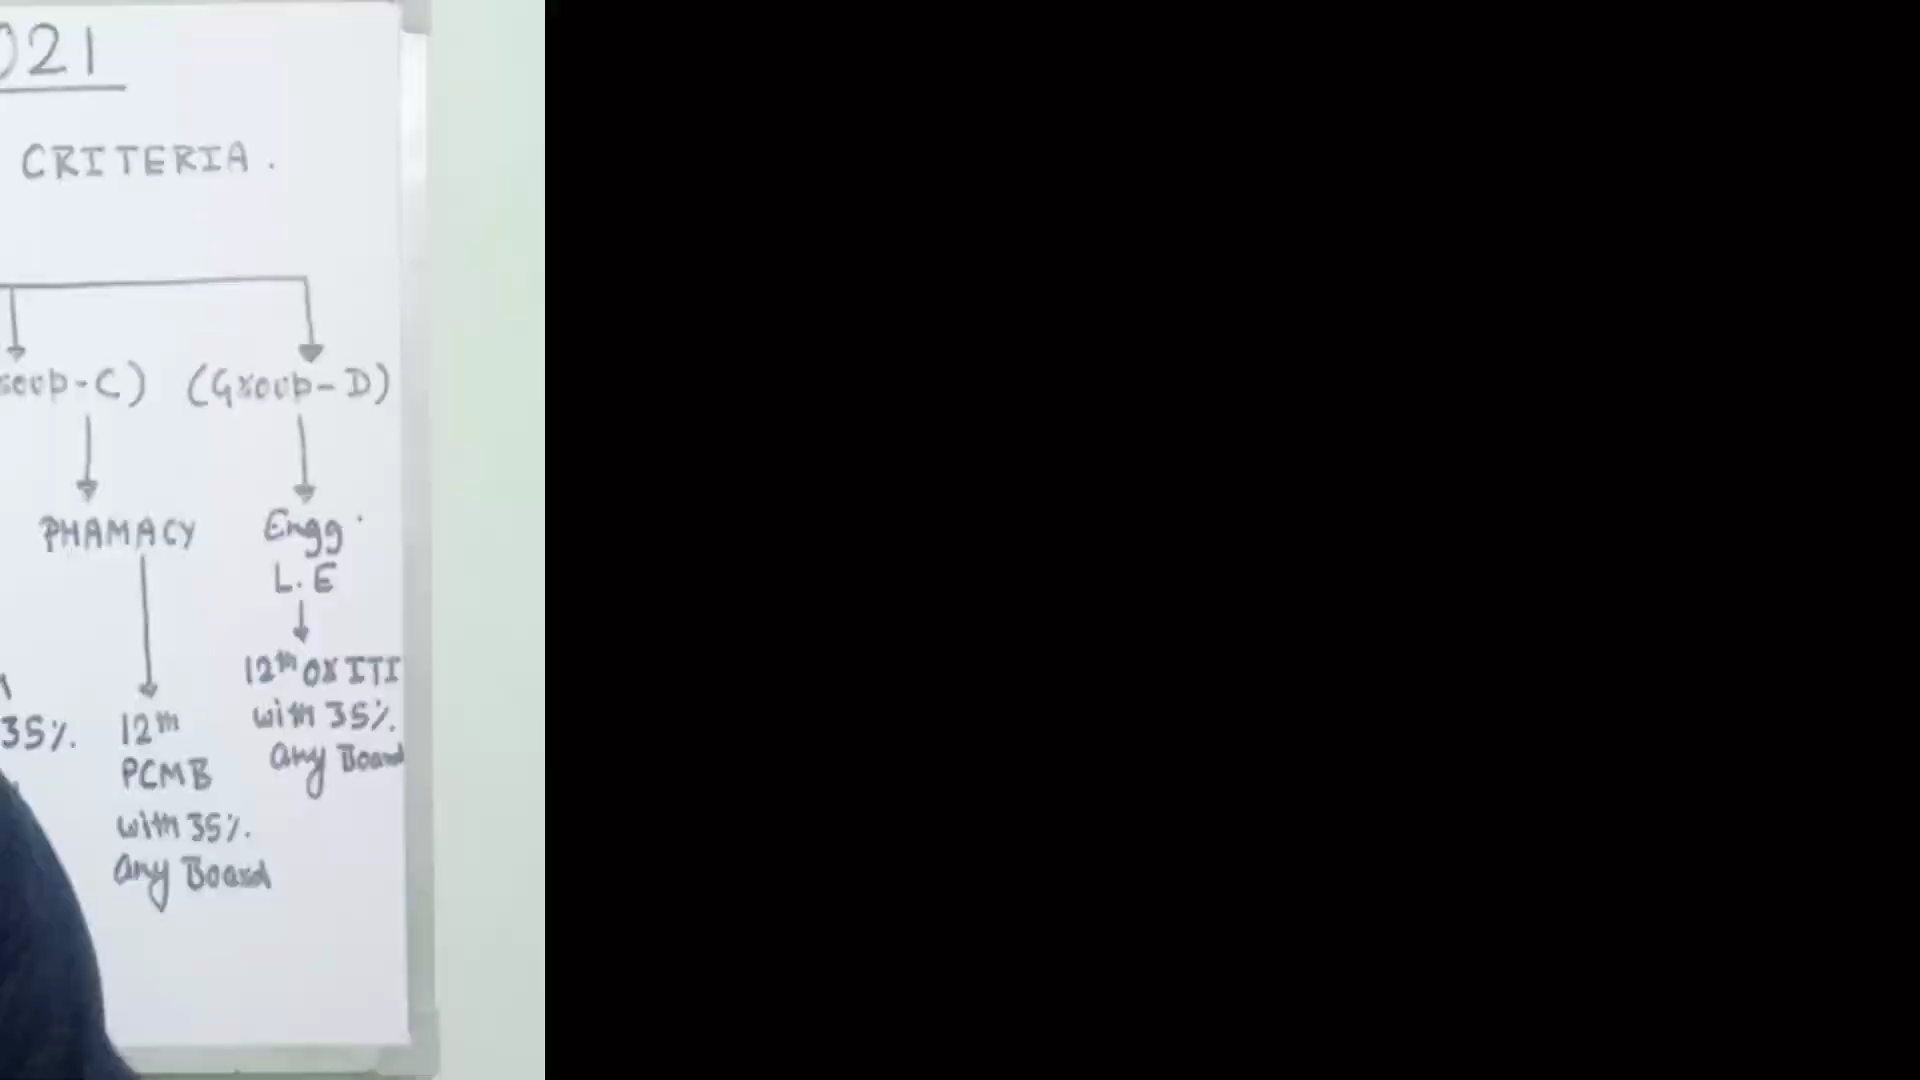 021
CRITERIA.
roup-C) (Group-D)
PHAMACY
Engg.
L.E
12th or ITI
with 35%.
any Board
35%.
12th
PCMB
with 35%.
any Board